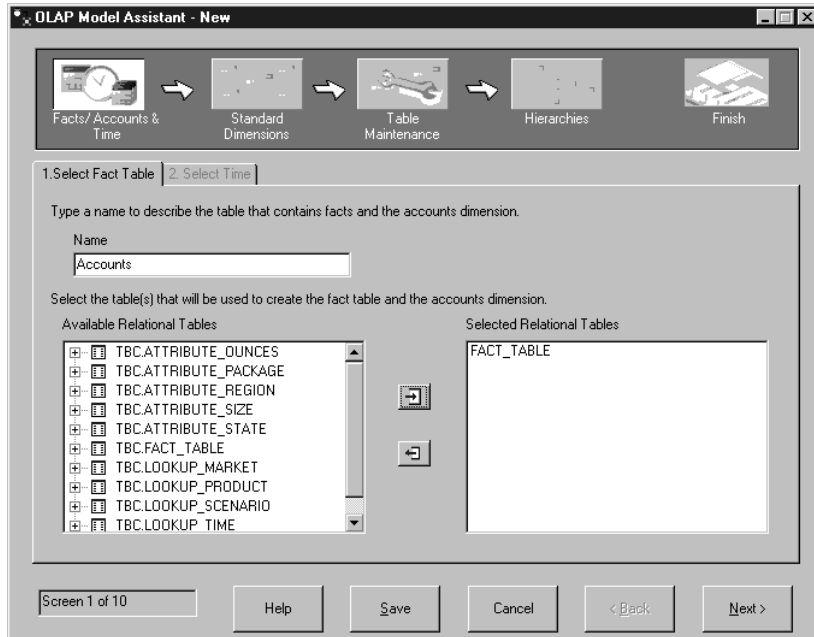 OLAP Model Assistant - New
Facts/ Accounts & Time
Standard Dimensions
Table Maintenance
Hierarchies
Finish
1.Select Fact Table
2. Select Time
Type a name to describe the table that contains facts and the accounts dimension.
Name
Accounts
Select the table(s) that will be used to create the fact table and the accounts dimension.
Available Relational Tables
Selected Relational Tables
TBC.ATTRIBUTE_OUNCES
TBC.ATTRIBUTE_PACKAGE
TBC.ATTRIBUTE_REGION
TBC.ATTRIBUTE_SIZE
TBC.ATTRIBUTE_STATE
TBC.FACT_TABLE
TBC.LOOKUP_MARKET
TBC.LOOKUP_PRODUCT
TBC.LOOKUP_SCENARIO
TBC.LOOKUP_TIME
FACT_TABLE
Screen 1 of 10
Help
Save
Cancel
< Back
Next >